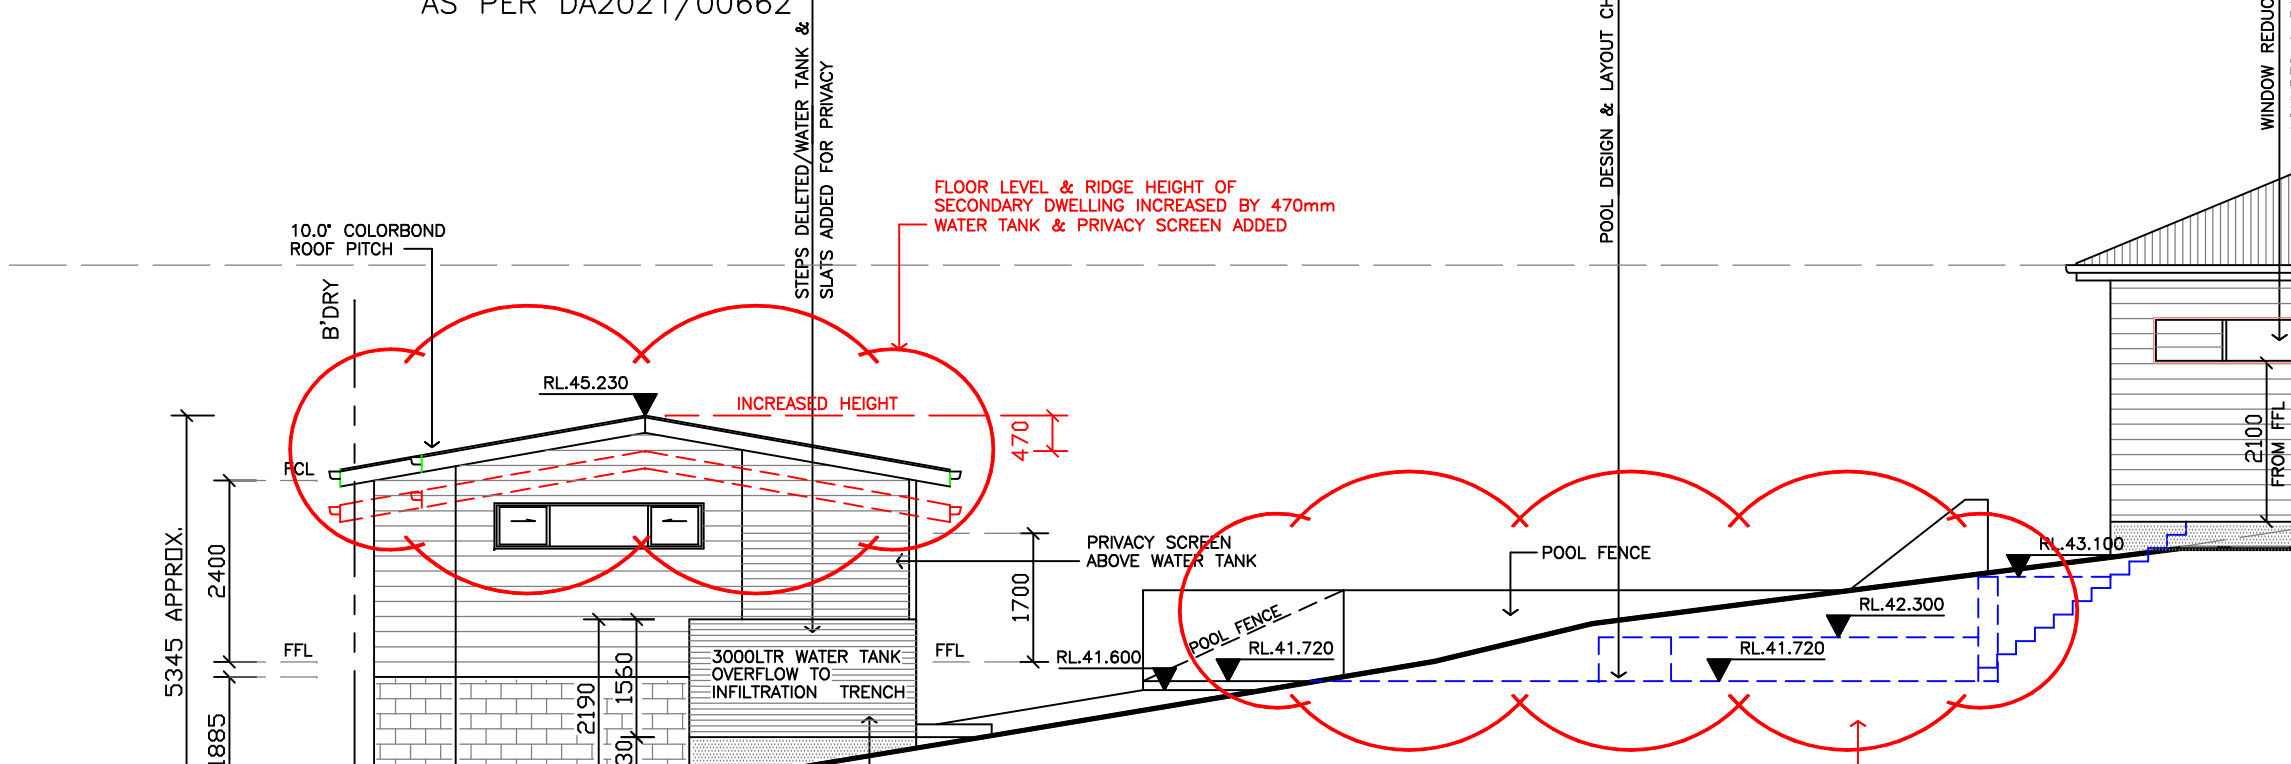 AS PER DA2021/00662
STEPS DELETED/WATER TANK &
SLATS ADDED FOR PRIVACY
POOL DESIGN & LAYOUT
WINDOW
FLOOR LEVEL & RIDGE HEIGHT OF
SECONDARY DWELLING INCREASED BY 470mm
WATER TANK & PRIVACY SCREEN ADDED
10.0° COLORBOND
ROOF PITCH
B'DRY
RL.45.230
INCREASED HEIGHT
470
FCL
2100
FROM FFL
5345 APPROX.
2400
PRIVACY SCREEN
ABOVE WATER TANK
1700
POOL FENCE
RL.43.100
RL.42.300
POOL FENCE
RL.41.600
RL.41.720
RL.41.720
FFL
FFL
3000LTR WATER TANK
OVERFLOW TO
INFILTRATION TRENCH
2190
1560
1885